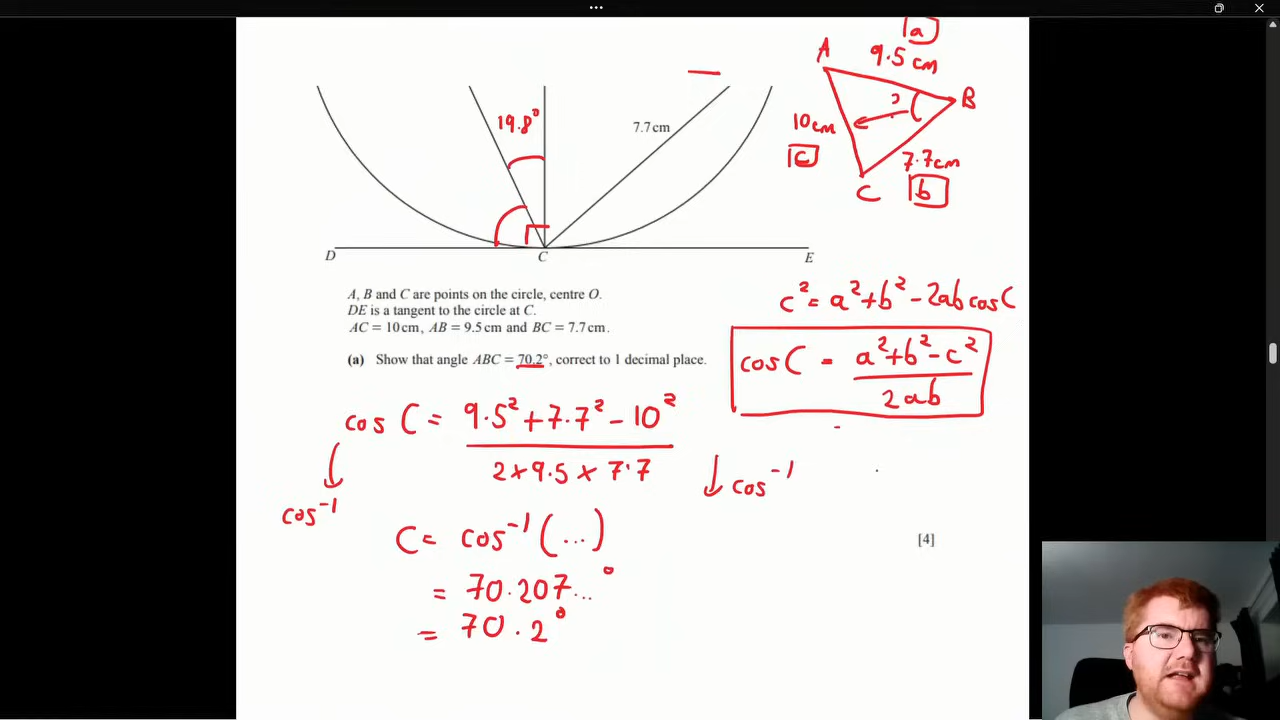 a
A
9.5 cm
B
?
19.8°
7.7cm
10cm
c
7.7cm
C
b
D
C
E
A, B and C are points on the circle, centre O.
DE is a tangent to the circle at C.
AC = 10 cm, AB = 9.5 cm and BC = 7.7 cm.
c² = a² + b² - 2ab cos C
(a) Show that angle ABC = 70.2°, correct to 1 decimal place.
cos C = a² + b² - c²
2ab
cos C = 9.5² + 7.7² - 10²
2 × 9.5 × 7.7
cos⁻¹
cos⁻¹
C = cos⁻¹ (...)
[4]
= 70.207...°
= 70.2°